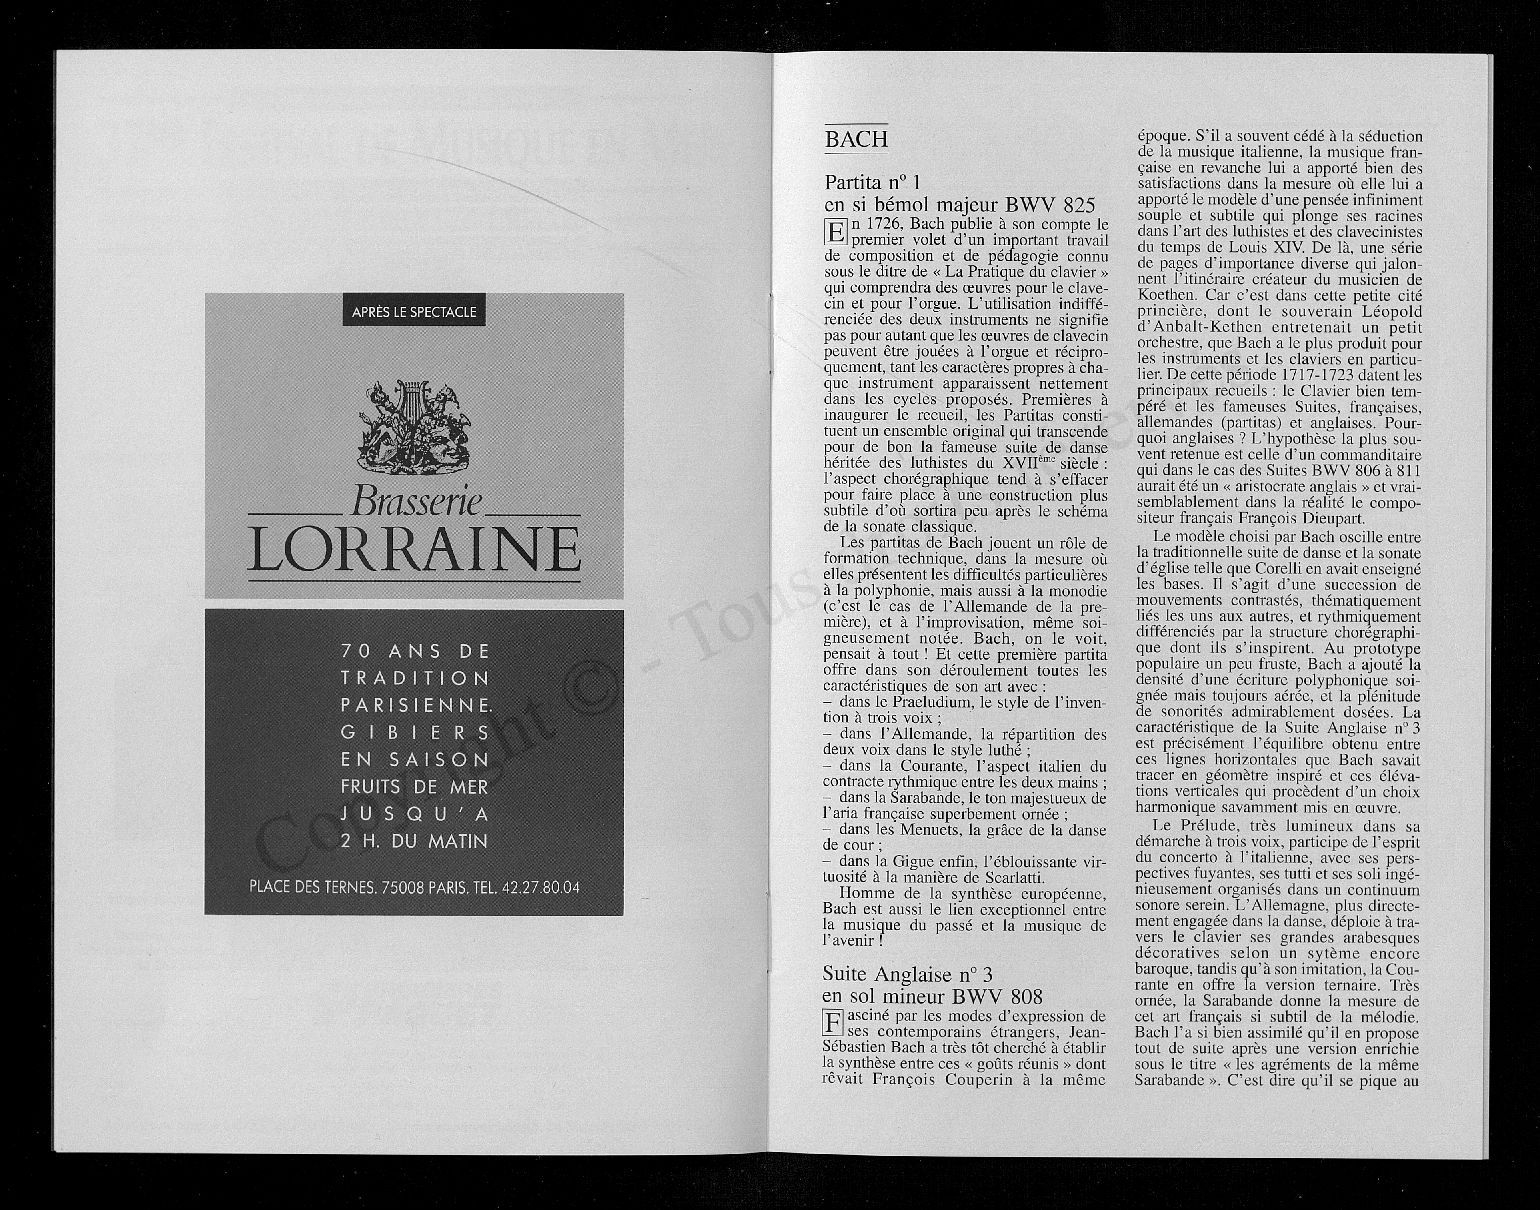 APRÈS LE SPECTACLE
Brasserie
LORRAINE
70 ANS DE
TRADITION
PARISIENNE.
GIBIERS
EN SAISON
FRUITS DE MER
JUSQU'A
2 H. DU MATIN
PLACE DES TERNES. 75008 PARIS. TEL. 42.27.80.04
Copyright © - Tous
BACH
Partita n° 1
en si bémol majeur BWV 825
En 1726, Bach publie à son compte le
premier volet d'un important travail
de composition et de pédagogie connu
sous le ditre de « La Pratique du clavier »
qui comprendra des œuvres pour le clave-
cin et pour l'orgue. L'utilisation indiffé-
renciée des deux instruments ne signifie
pas pour autant que les œuvres de clavecin
peuvent être jouées à l'orgue et récipro-
quement, tant les caractères propres à cha-
que instrument apparaissent nettement
dans les cycles proposés. Premières à
inaugurer le recueil, les Partitas consti-
tuent un ensemble original qui transcende
pour de bon la fameuse suite de danse
héritée des luthistes du XVIIème siècle :
l'aspect chorégraphique tend à s'effacer
pour faire place à une construction plus
subtile d'où sortira peu après le schéma
de la sonate classique.
Les partitas de Bach jouent un rôle de
formation technique, dans la mesure où
elles présentent les difficultés particulières
à la polyphonie, mais aussi à la monodie
(c'est le cas de l'Allemande de la pre-
mière), et à l'improvisation, même soi-
gneusement notée. Bach, on le voit,
pensait à tout ! Et cette première partita
offre dans son déroulement toutes les
caractéristiques de son art avec :
– dans le Praeludium, le style de l'inven-
tion à trois voix ;
– dans l'Allemande, la répartition des
deux voix dans le style luthé ;
– dans la Courante, l'aspect italien du
contracte rythmique entre les deux mains ;
– dans la Sarabande, le ton majestueux de
l'aria française superbement ornée ;
– dans les Menuets, la grâce de la danse
de cour ;
– dans la Gigue enfin, l'éblouissante vir-
tuosité à la manière de Scarlatti.
Homme de la synthèse européenne,
Bach est aussi le lien exceptionnel entre
la musique du passé et la musique de
l'avenir !
Suite Anglaise n° 3
en sol mineur BWV 808
Fasciné par les modes d'expression de
ses contemporains étrangers, Jean-
Sébastien Bach a très tôt cherché à établir
la synthèse entre ces « goûts réunis » dont
rêvait François Couperin à la même
époque. S'il a souvent cédé à la séduction
de la musique italienne, la musique fran-
çaise en revanche lui a apporté bien des
satisfactions dans la mesure où elle lui a
apporté le modèle d'une pensée infiniment
souple et subtile qui plonge ses racines
dans l'art des luthistes et des clavecinistes
du temps de Louis XIV. De là, une série
de pages d'importance diverse qui jalon-
nent l'itinéraire créateur du musicien de
Koethen. Car c'est dans cette petite cité
princière, dont le souverain Léopold
d'Anbalt-Kethen entretenait un petit
orchestre, que Bach a le plus produit pour
les instruments et les claviers en particu-
lier. De cette période 1717-1723 datent les
principaux recueils : le Clavier bien tem-
péré et les fameuses Suites, françaises,
allemandes (partitas) et anglaises. Pour-
quoi anglaises ? L'hypothèse la plus sou-
vent retenue est celle d'un commanditaire
qui dans le cas des Suites BWV 806 à 811
aurait été un « aristocrate anglais » et vrai-
semblablement dans la réalité le compo-
siteur français François Dieupart.
Le modèle choisi par Bach oscille entre
la traditionnelle suite de danse et la sonate
d'église telle que Corelli en avait enseigné
les bases. Il s'agit d'une succession de
mouvements contrastés, thématiquement
liés les uns aux autres, et rythmiquement
différenciés par la structure chorégraphi-
que dont ils s'inspirent. Au prototype
populaire un peu fruste, Bach a ajouté la
densité d'une écriture polyphonique soi-
gnée mais toujours aérée, et la plénitude
de sonorités admirablement dosées. La
caractéristique de la Suite Anglaise n° 3
est précisément l'équilibre obtenu entre
ces lignes horizontales que Bach savait
tracer en géomètre inspiré et ces éléva-
tions verticales qui procèdent d'un choix
harmonique savamment mis en œuvre.
Le Prélude, très lumineux dans sa
démarche à trois voix, participe de l'esprit
du concerto à l'italienne, avec ses pers-
pectives fuyantes, ses tutti et ses soli ingé-
nieusement organisés dans un continuum
sonore serein. L'Allemagne, plus directe-
ment engagée dans la danse, déploie à tra-
vers le clavier ses grandes arabesques
décoratives selon un sytème encore
baroque, tandis qu'à son imitation, la Cou-
rante en offre la version ternaire. Très
ornée, la Sarabande donne la mesure de
cet art français si subtil de la mélodie.
Bach l'a si bien assimilé qu'il en propose
tout de suite après une version enrichie
sous le titre « les agréments de la même
Sarabande ». C'est dire qu'il se pique au